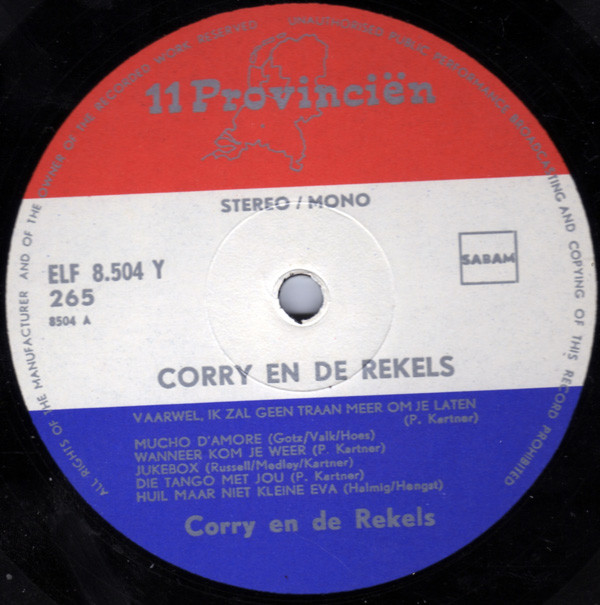 ALL RIGHTS OF THE MANUFACTURER AND OF THE OWNER OF THE RECORDED WORK RESERVED
UNAUTHORISED PUBLIC PERFORMANCE BROADCASTING AND COPYING OF THIS RECORD PROHIBITED
11 Provinciën
STEREO / MONO
ELF 8.504 Y
265
8504 A
SABAM
CORRY EN DE REKELS
VAARWEL, IK ZAL GEEN TRAAN MEER OM JE LATEN
(P. Kartner)
MUCHO D'AMORE (Gotz/Valk/Hoes)
WANNEER KOM JE WEER (P. Kartner)
JUKEBOX (Russell/Medley/Kartner)
DIE TANGO MET JOU (P. Kartner)
HUIL MAAR NIET KLEINE EVA (Halmig/Hengst)
Corry en de Rekels